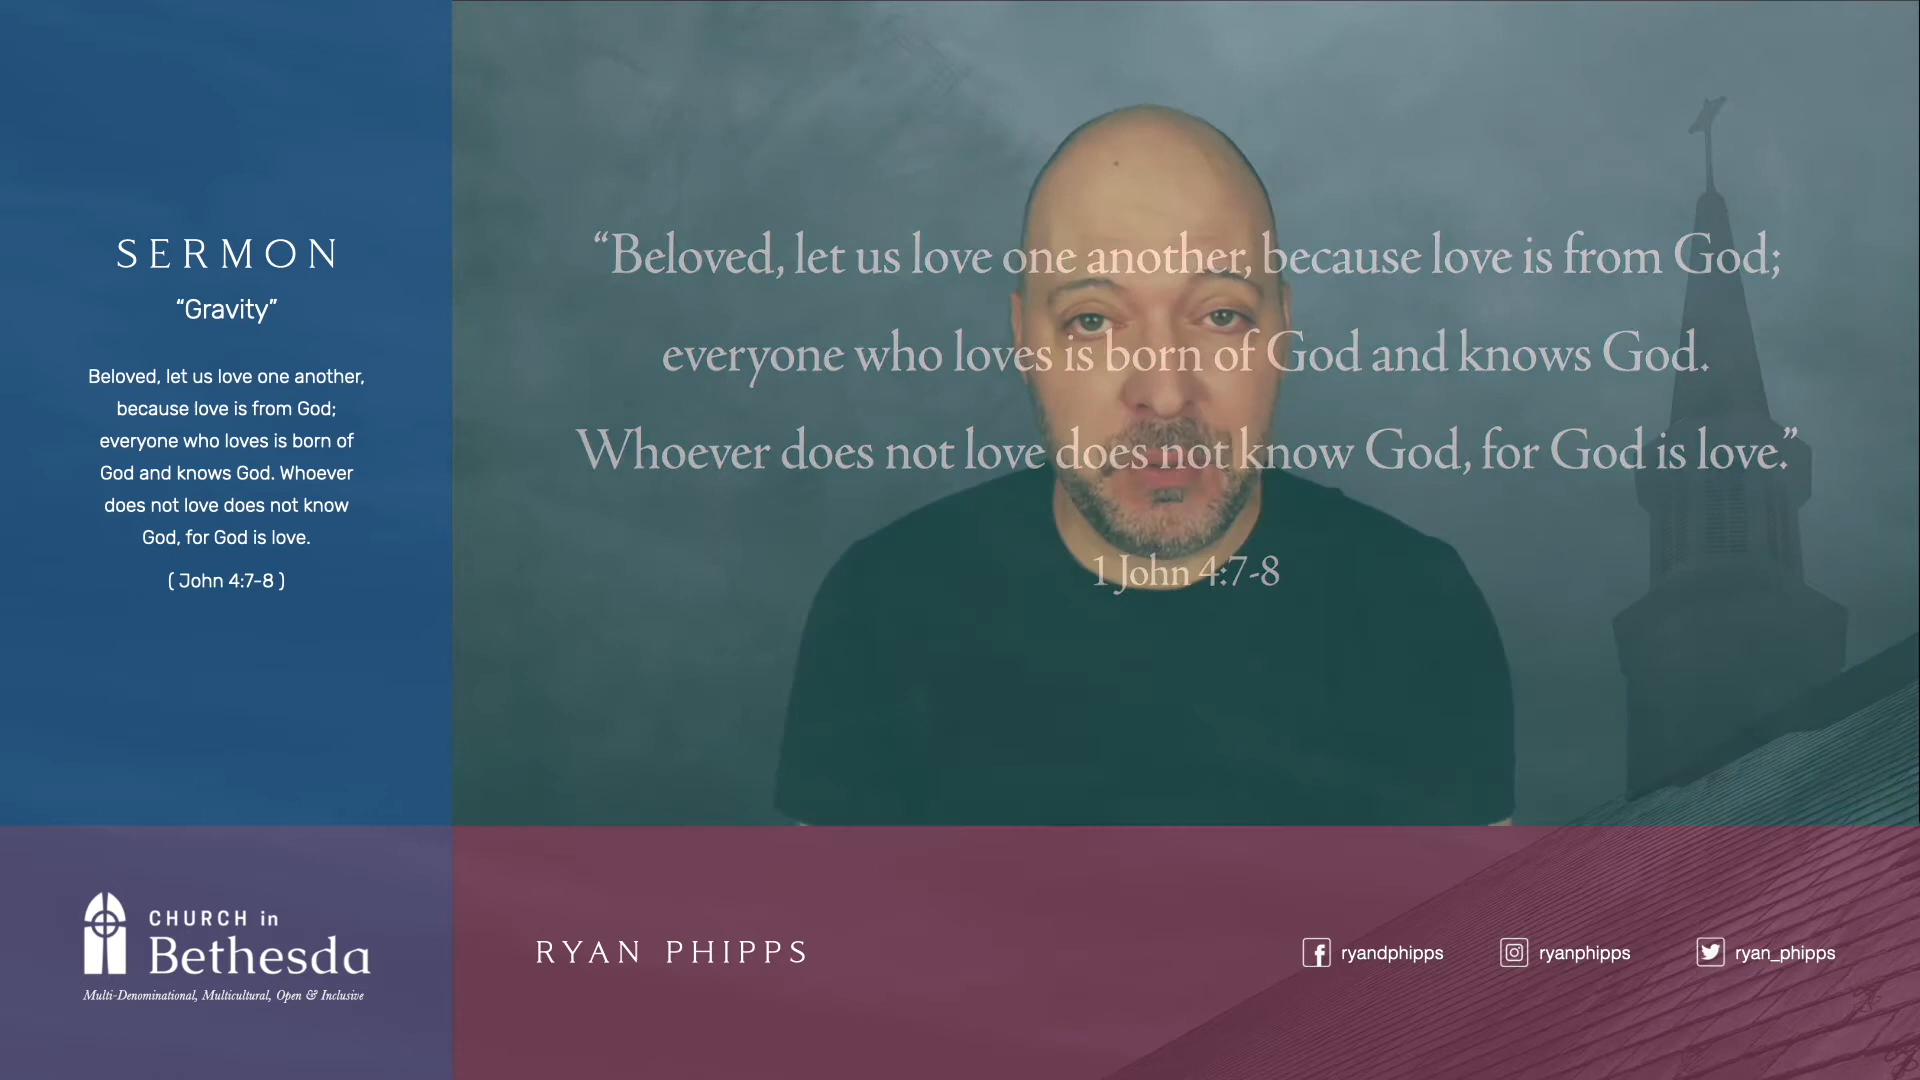 SERMON
“Gravity”
Beloved, let us love one another,
because love is from God;
everyone who loves is born of
God and knows God. Whoever
does not love does not know
God, for God is love.
( John 4:7-8 )
“Beloved, let us love one another, because love is from God;
everyone who loves is born of God and knows God.
Whoever does not love does not know God, for God is love.”
1 John 4:7-8
CHURCH in
Bethesda
Multi-Denominational, Multicultural, Open & Inclusive
RYAN PHIPPS
ryandphipps
ryanphipps
ryan_phipps